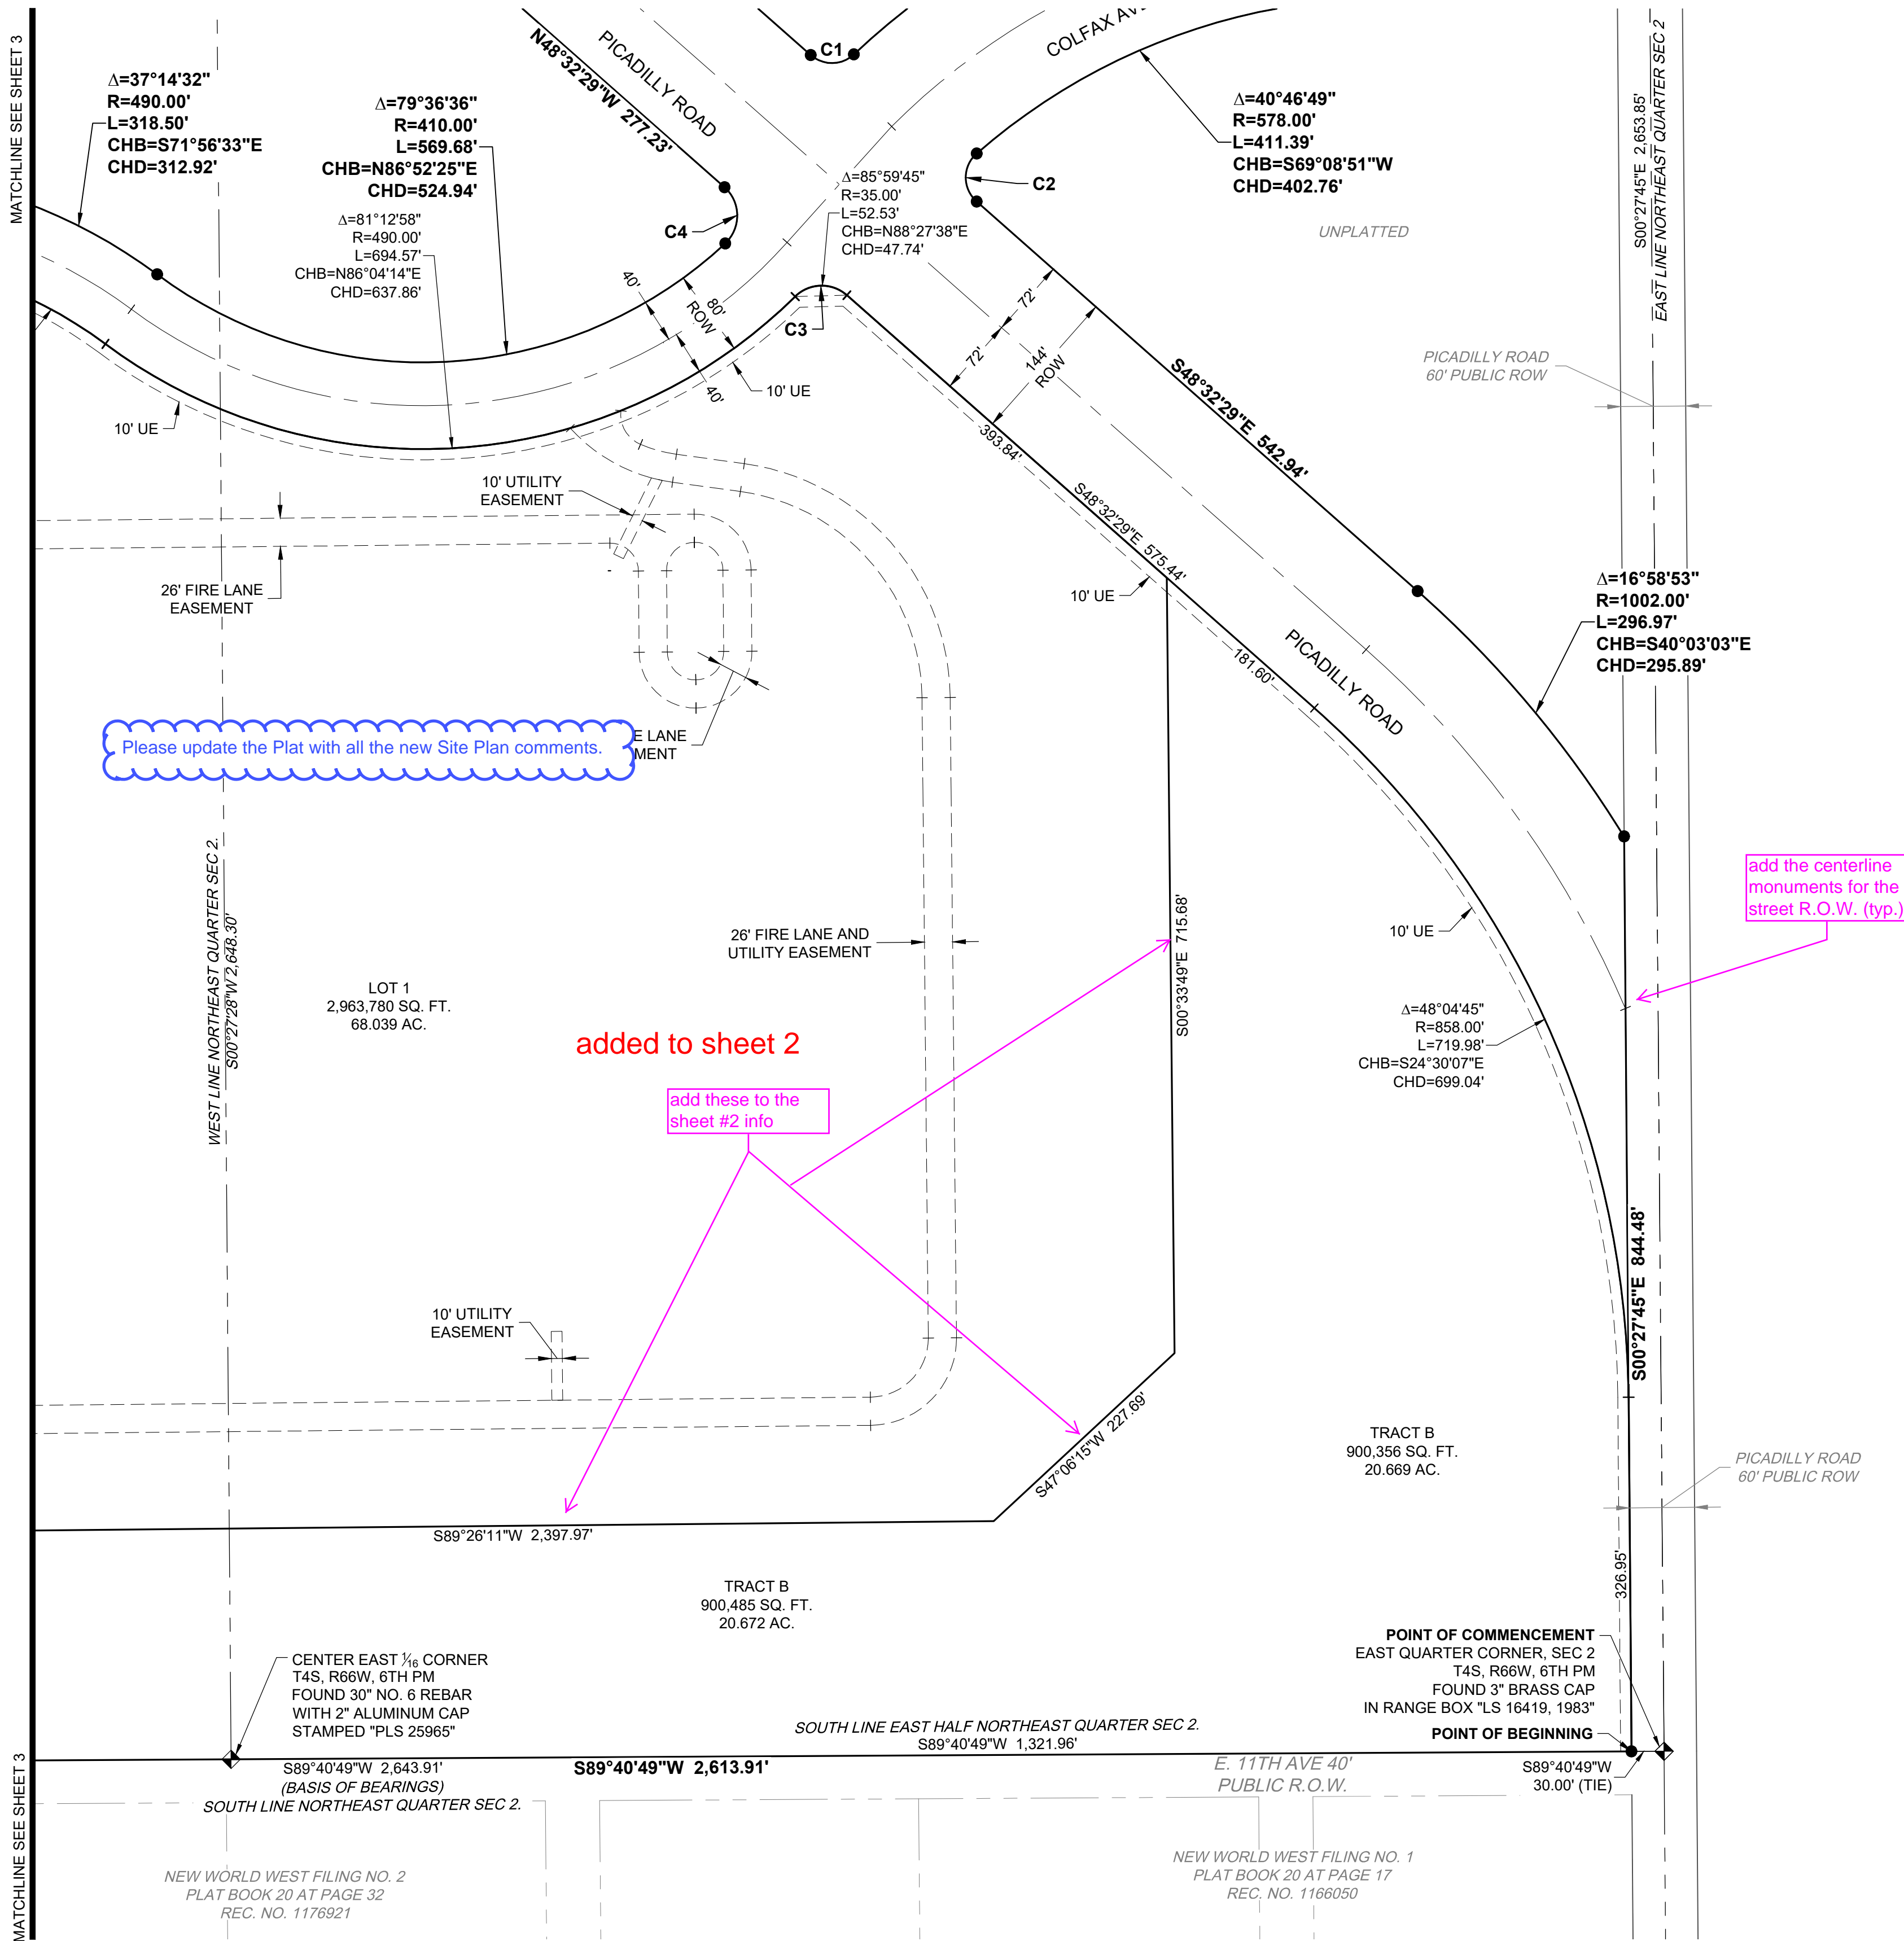 MATCHLINE SEE SHEET 3
Δ=37°14'32"
R=490.00'
L=318.50'
CHB=S71°56'33"E
CHD=312.92'
Δ=79°36'36"
R=410.00'
L=569.68'
CHB=N86°52'25"E
CHD=524.94'
Δ=81°12'58"
R=490.00'
L=694.57'
CHB=N86°04'14"E
CHD=637.86'
N48°32'29"W 277.23'
PICADILLY ROAD
C1
COLFAX AV
Δ=40°46'49"
R=578.00'
L=411.39'
CHB=S69°08'51"W
CHD=402.76'
Δ=85°59'45"
R=35.00'
L=52.53'
CHB=N88°27'38"E
CHD=47.74'
C2
C4
C3
UNPLATTED
S00°27'45"E 2,653.85'
EAST LINE NORTHEAST QUARTER SEC 2
40'
80'
ROW
40'
10' UE
10' UE
72'
72'
144'
ROW
PICADILLY ROAD
60' PUBLIC ROW
S48°32'29"E 542.94'
393.84'
S48°32'29"E 575.44'
10' UE
181.60'
PICADILLY ROAD
10' UTILITY
EASEMENT
26' FIRE LANE
EASEMENT
Δ=16°58'53"
R=1002.00'
L=296.97'
CHB=S40°03'03"E
CHD=295.89'
Please update the Plat with all the new Site Plan comments.
E LANE
MENT
WEST LINE NORTHEAST QUARTER SEC 2.
S00°27'28"W 2,648.30'
add the centerline
monuments for the
street R.O.W. (typ.)
26' FIRE LANE AND
UTILITY EASEMENT
S00°33'49"E 715.68'
10' UE
LOT 1
2,963,780 SQ. FT.
68.039 AC.
added to sheet 2
add these to the
sheet #2 info
Δ=48°04'45"
R=858.00'
L=719.98'
CHB=S24°30'07"E
CHD=699.04'
S00°27'45"E 844.48'
10' UTILITY
EASEMENT
S47°06'15"W 227.69'
TRACT B
900,356 SQ. FT.
20.669 AC.
PICADILLY ROAD
60' PUBLIC ROW
S89°26'11"W 2,397.97'
326.95'
TRACT B
900,485 SQ. FT.
20.672 AC.
CENTER EAST 1⁄16 CORNER
T4S, R66W, 6TH PM
FOUND 30" NO. 6 REBAR
WITH 2" ALUMINUM CAP
STAMPED "PLS 25965"
POINT OF COMMENCEMENT
EAST QUARTER CORNER, SEC 2
T4S, R66W, 6TH PM
FOUND 3" BRASS CAP
IN RANGE BOX "LS 16419, 1983"
POINT OF BEGINNING
SOUTH LINE EAST HALF NORTHEAST QUARTER SEC 2.
S89°40'49"W 1,321.96'
S89°40'49"W 2,643.91'
(BASIS OF BEARINGS)
SOUTH LINE NORTHEAST QUARTER SEC 2.
S89°40'49"W 2,613.91'
E. 11TH AVE 40'
PUBLIC R.O.W.
S89°40'49"W
30.00' (TIE)
MATCHLINE SEE SHEET 3
NEW WORLD WEST FILING NO. 2
PLAT BOOK 20 AT PAGE 32
REC. NO. 1176921
NEW WORLD WEST FILING NO. 1
PLAT BOOK 20 AT PAGE 17
REC. NO. 1166050